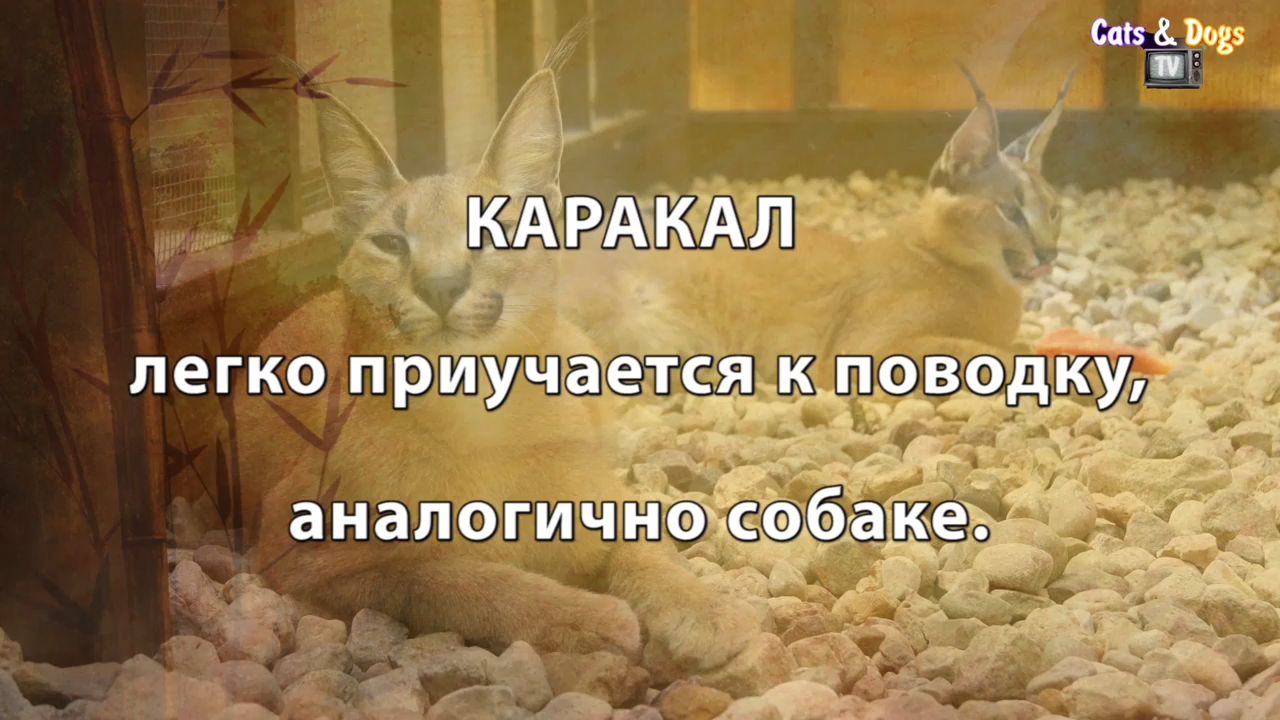 Cats & Dogs
TV
КАРАКАЛ
легко приучается к поводку,
аналогично собаке.